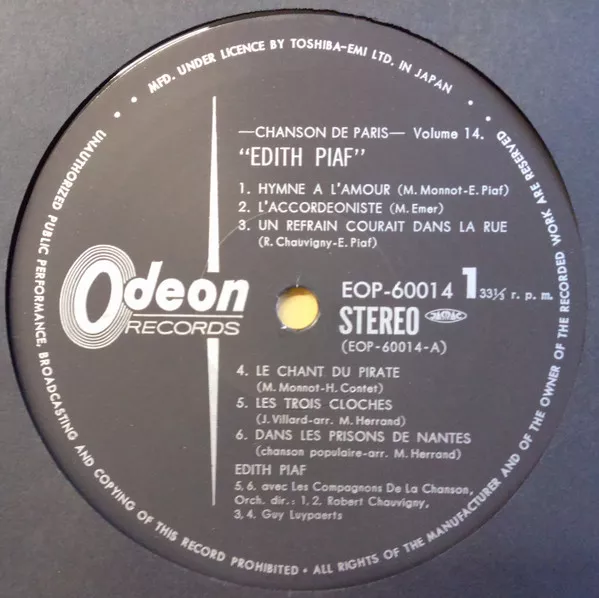 • MFD. UNDER LICENCE BY TOSHIBA-EMI LTD. IN JAPAN •
—CHANSON DE PARIS— Volume 14.
"EDITH PIAF"
1. HYMNE A L'AMOUR (M. Monnot-E. Piaf)
2. L'ACCORDEONISTE (M. Emer)
3. UN REFRAIN COURAIT DANS LA RUE
(R. Chauvigny-E. Piaf)
Odeon
RECORDS
EOP-60014 1 33⅓ r. p. m.
STEREO JASRAC
(EOP-60014-A)
4. LE CHANT DU PIRATE
(M. Monnot-H. Contet)
5. LES TROIS CLOCHES
(J. Villard-arr. M. Herrand)
6. DANS LES PRISONS DE NANTES
(chanson populaire-arr. M. Herrand)
EDITH PIAF
5, 6. avec Les Compagnons De La Chanson,
Orch. dir.: 1, 2. Robert Chauvigny,
3, 4. Guy Luypaerts
UNAUTHORIZED PUBLIC PERFORMANCE, BROADCASTING AND COPYING OF THIS RECORD PROHIBITED • ALL RIGHTS OF THE MANUFACTURER AND OF THE OWNER OF THE RECORDED WORK ARE RESERVED